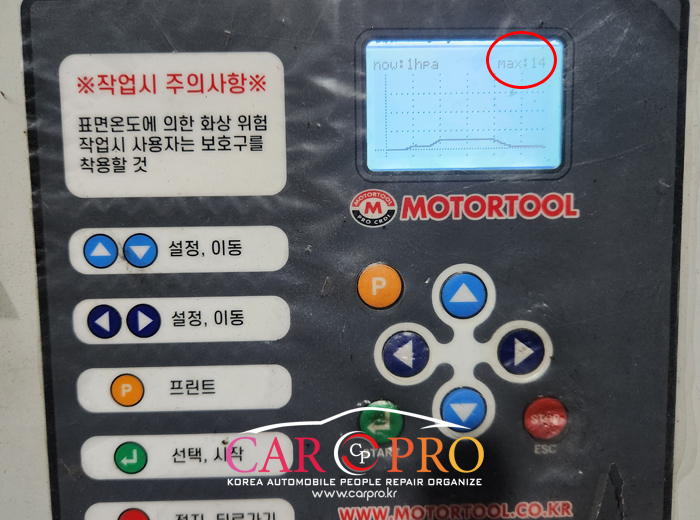 ※작업시 주의사항※
표면온도에 의한 화상 위험
작업시 사용자는 보호구를
착용할 것
now:1hpa max:14
MOTORTOOL
M
PRO CRDI
MOTORTOOL
설정, 이동
설정, 이동
P
P
프린트
선택, 시작
START
STOP
ESC
CAR CP PRO
KOREA AUTOMOBILE PEOPLE REPAIR ORGANIZE
www.carpro.kr
WWW.MOTORTOOL.CO.KR